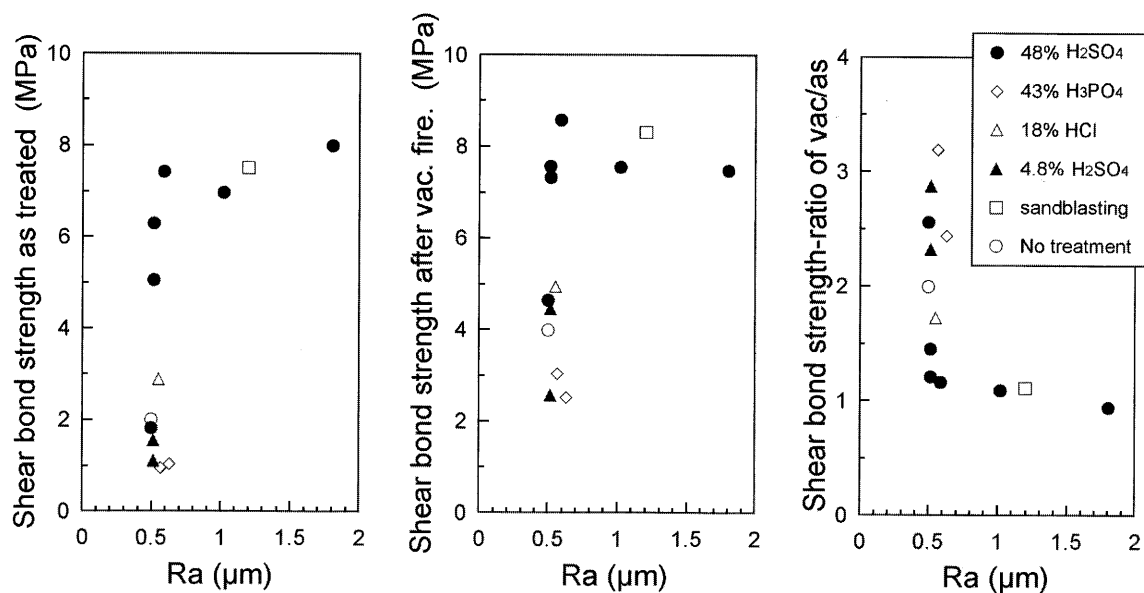 Shear bond strength as treated (MPa)
10
8
6
4
2
0
0
0.5
1
1.5
2
Ra (µm)
Shear bond strength after vac. fire. (MPa)
10
8
6
4
2
0
0
0.5
1
1.5
2
Ra (µm)
Shear bond strength-ratio of vac/as
4
3
2
1
0
0
0.5
1
1.5
2
Ra (µm)
48% H2SO4
43% H3PO4
18% HCl
4.8% H2SO4
sandblasting
No treatment